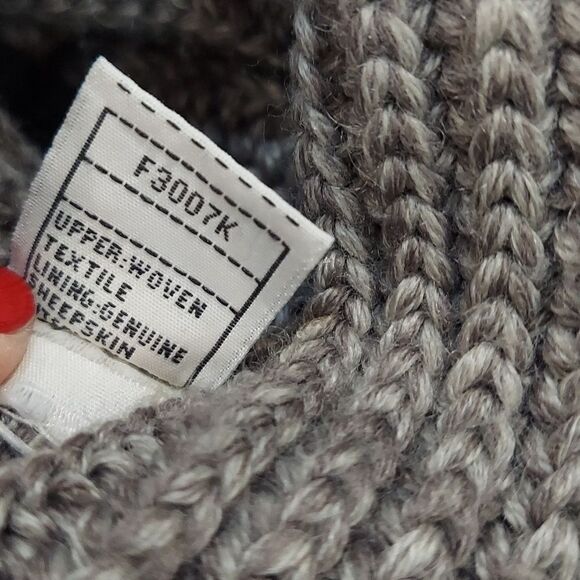 F3007K
UPPER:WOVEN
TEXTILE
LINING:GENUINE
SHEEPSKIN